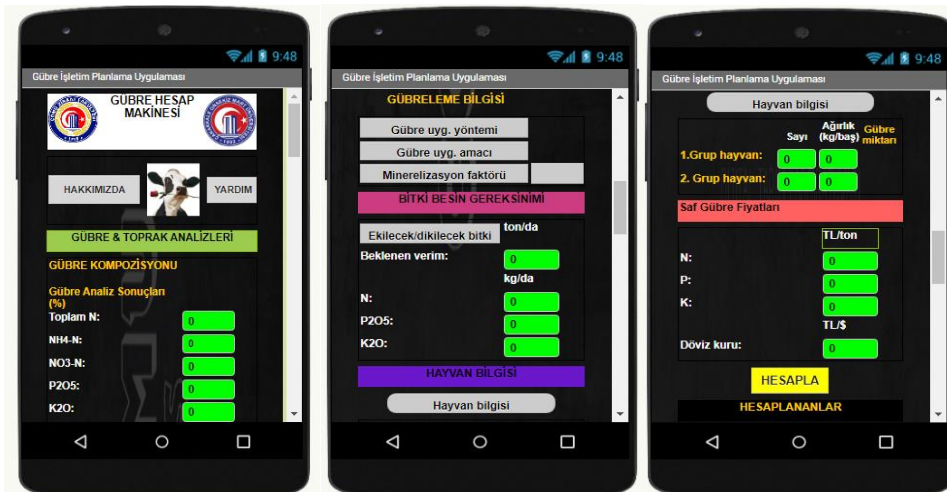 9:48
Gübre İşletim Planlama Uygulaması
GÜBRE HESAP
MAKİNESİ
HAKKIMIZDA
YARDIM
GÜBRE & TOPRAK ANALİZLERİ
GÜBRE KOMPOZİSYONU
Gübre Analiz Sonuçları
(%)
Toplam N:
0
NH4-N:
0
NO3-N:
0
P2O5:
0
K2O:
0
9:48
Gübre İşletim Planlama Uygulaması
GÜBRELEME BİLGİSİ
Gübre uyg. yöntemi
Gübre uyg. amacı
Minerelizasyon faktörü
BİTKİ BESİN GEREKSİNİMİ
Ekilecek/dikilecek bitki
ton/da
Beklenen verim:
0
kg/da
N:
0
P2O5:
0
K2O:
0
HAYVAN BİLGİSİ
Hayvan bilgisi
9:48
Gübre İşletim Planlama Uygulaması
Hayvan bilgisi
Sayı
Ağırlık
(kg/baş)
Gübre
miktarı
1.Grup hayvan:
0
0
2. Grup hayvan:
0
0
Saf Gübre Fiyatları
TL/ton
N:
0
P:
0
K:
0
TL/$
Döviz kuru:
0
HESAPLA
HESAPLANANLAR